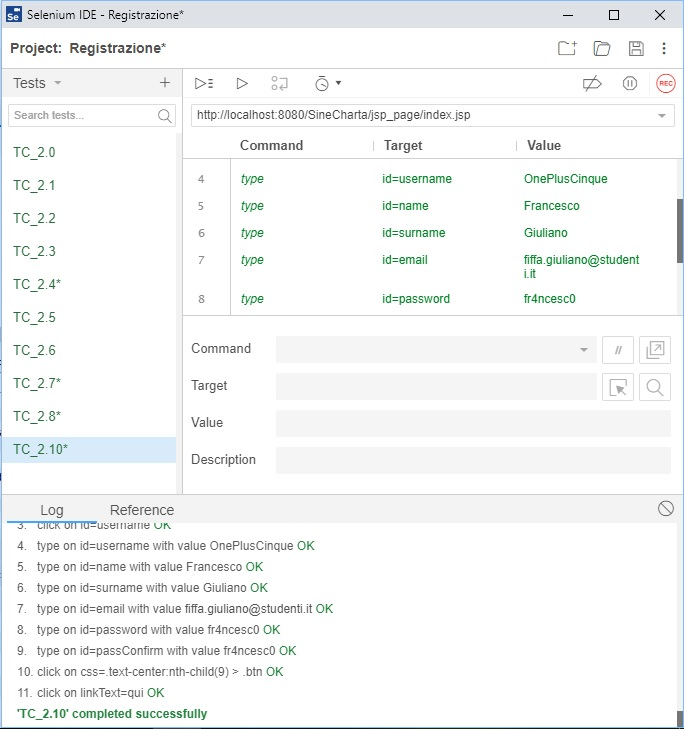 Se Selenium IDE - Registrazione*
Project: Registrazione*
Tests
REC
Search tests...
http://localhost:8080/SineCharta/jsp_page/index.jsp
TC_2.0
TC_2.1
TC_2.2
TC_2.3
TC_2.4*
TC_2.5
TC_2.6
TC_2.7*
TC_2.8*
TC_2.10*
Command Target Value
4 type id=username OnePlusCinque
5 type id=name Francesco
6 type id=surname Giuliano
7 type id=email fiffa.giuliano@student
i.it
8 type id=password fr4ncesc0
Command //
Target
Value
Description
Log Reference
3. click on id=username OK
4. type on id=username with value OnePlusCinque OK
5. type on id=name with value Francesco OK
6. type on id=surname with value Giuliano OK
7. type on id=email with value fiffa.giuliano@studenti.it OK
8. type on id=password with value fr4ncesc0 OK
9. type on id=passConfirm with value fr4ncesc0 OK
10. click on css=.text-center:nth-child(9) > .btn OK
11. click on linkText=qui OK
'TC_2.10' completed successfully